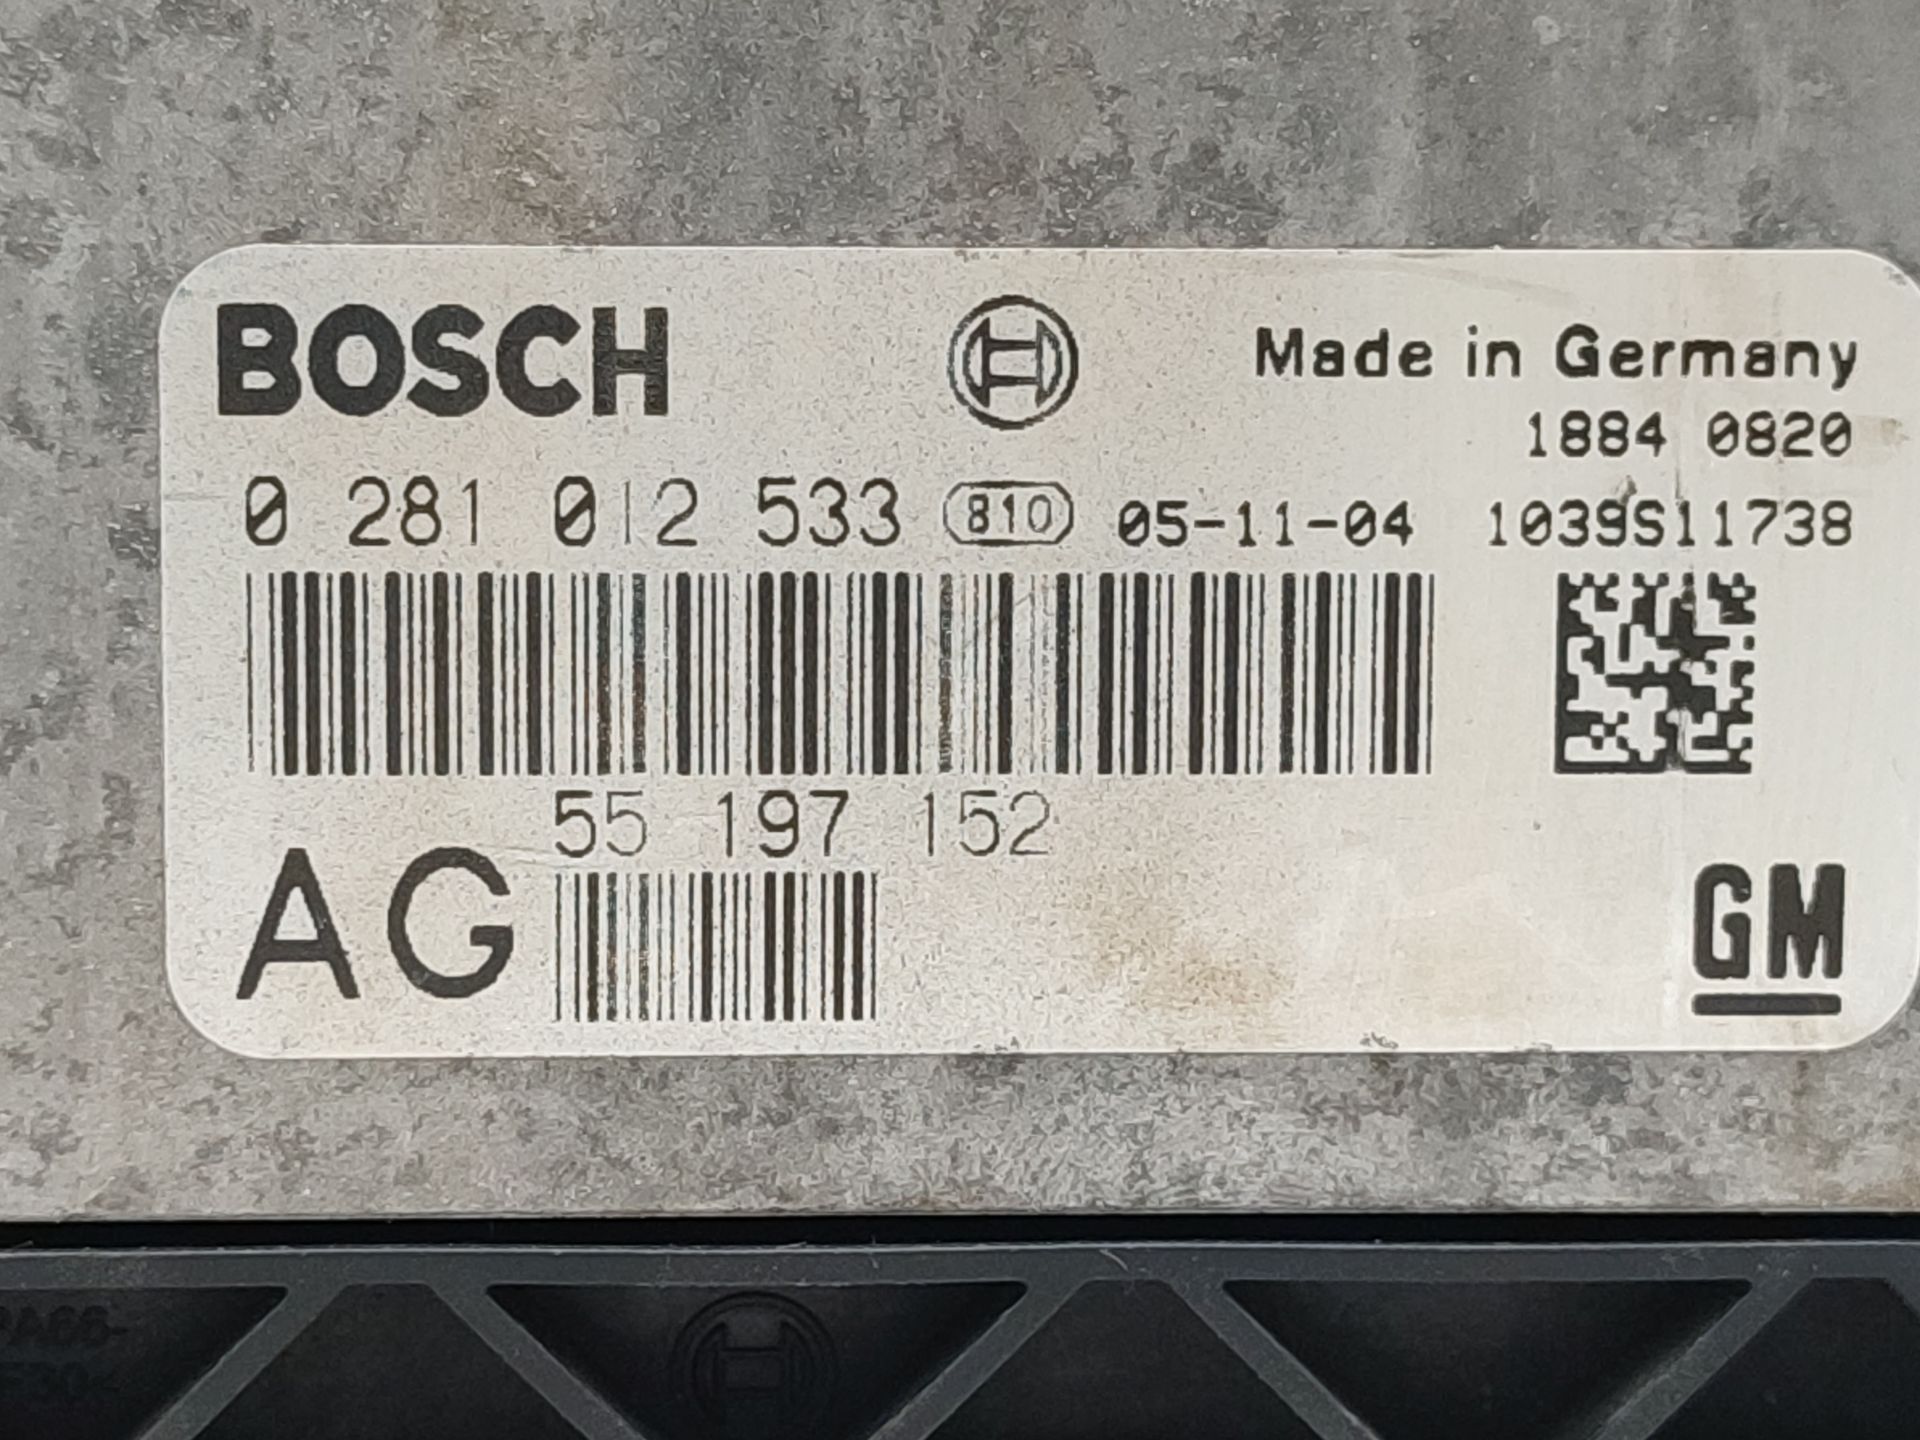 BOSCH
Made in Germany
1884 0820
0 281 012 533 810 05-11-04 1039S11738
55 197 152
AG
GM